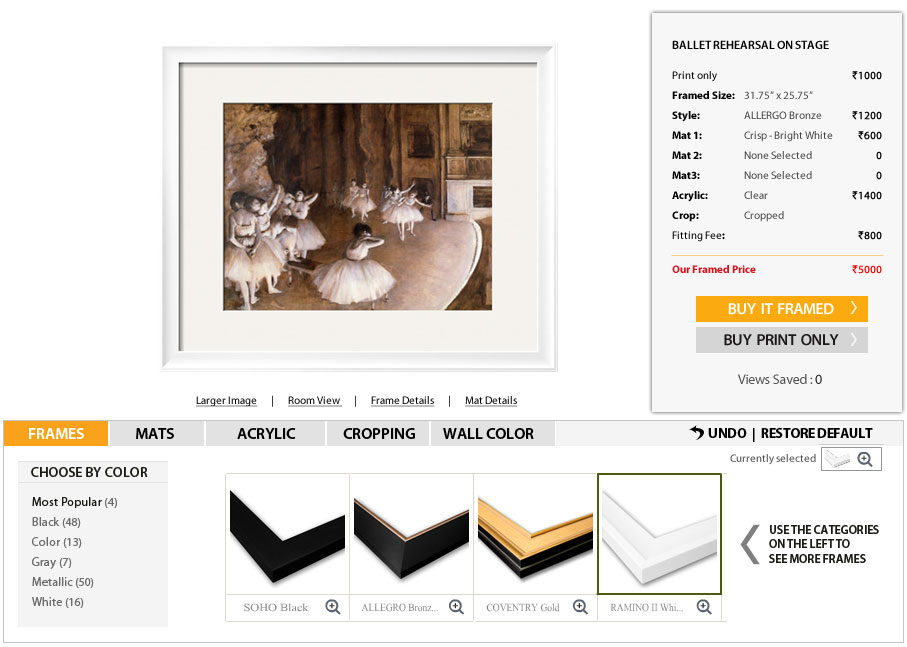 BALLET REHEARSAL ON STAGE
Print only ₹1000
Framed Size: 31.75" x 25.75"
Style: ALLERGO Bronze ₹1200
Mat 1: Crisp - Bright White ₹600
Mat 2: None Selected 0
Mat3: None Selected 0
Acrylic: Clear ₹1400
Crop: Cropped
Fitting Fee: ₹800
Our Framed Price ₹5000
BUY IT FRAMED
BUY PRINT ONLY
Views Saved : 0
Larger Image | Room View | Frame Details | Mat Details
FRAMES MATS ACRYLIC CROPPING WALL COLOR UNDO | RESTORE DEFAULT
Currently selected
CHOOSE BY COLOR
Most Popular (4)
Black (48)
Color (13)
Gray (7)
Metallic (50)
White (16)
SOHO Black ALLEGRO Bronz... COVENTRY Gold RAMINO II Whi...
USE THE CATEGORIES
ON THE LEFT TO
SEE MORE FRAMES